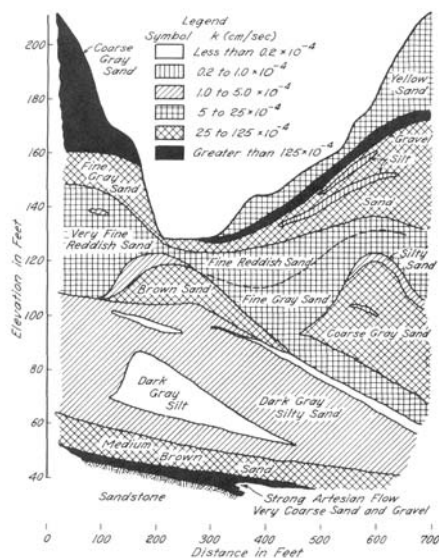 Legend
Symbol k (cm/sec)
Less than 0.2×10⁻⁴
0.2 to 1.0×10⁻⁴
1.0 to 5.0×10⁻⁴
5 to 25×10⁻⁴
25 to 125×10⁻⁴
Greater than 125×10⁻⁴
Coarse
Gray
Sand
Yellow
Sand
Gravel
Silt
Sand
Fine
Gray
Sand
Very Fine
Reddish Sand
Fine Reddish Sand
Silty
Sand
Brown Sand
Fine Gray Sand
Coarse Gray Sand
Dark
Gray
Silt
Dark Gray
Silty Sand
Medium
Brown
Sand
Sandstone
Strong Artesian Flow
Very Coarse Sand and Gravel
Elevation in Feet
200
180
160
140
120
100
80
60
40
0 100 200 300 400 500 600 700
Distance in Feet